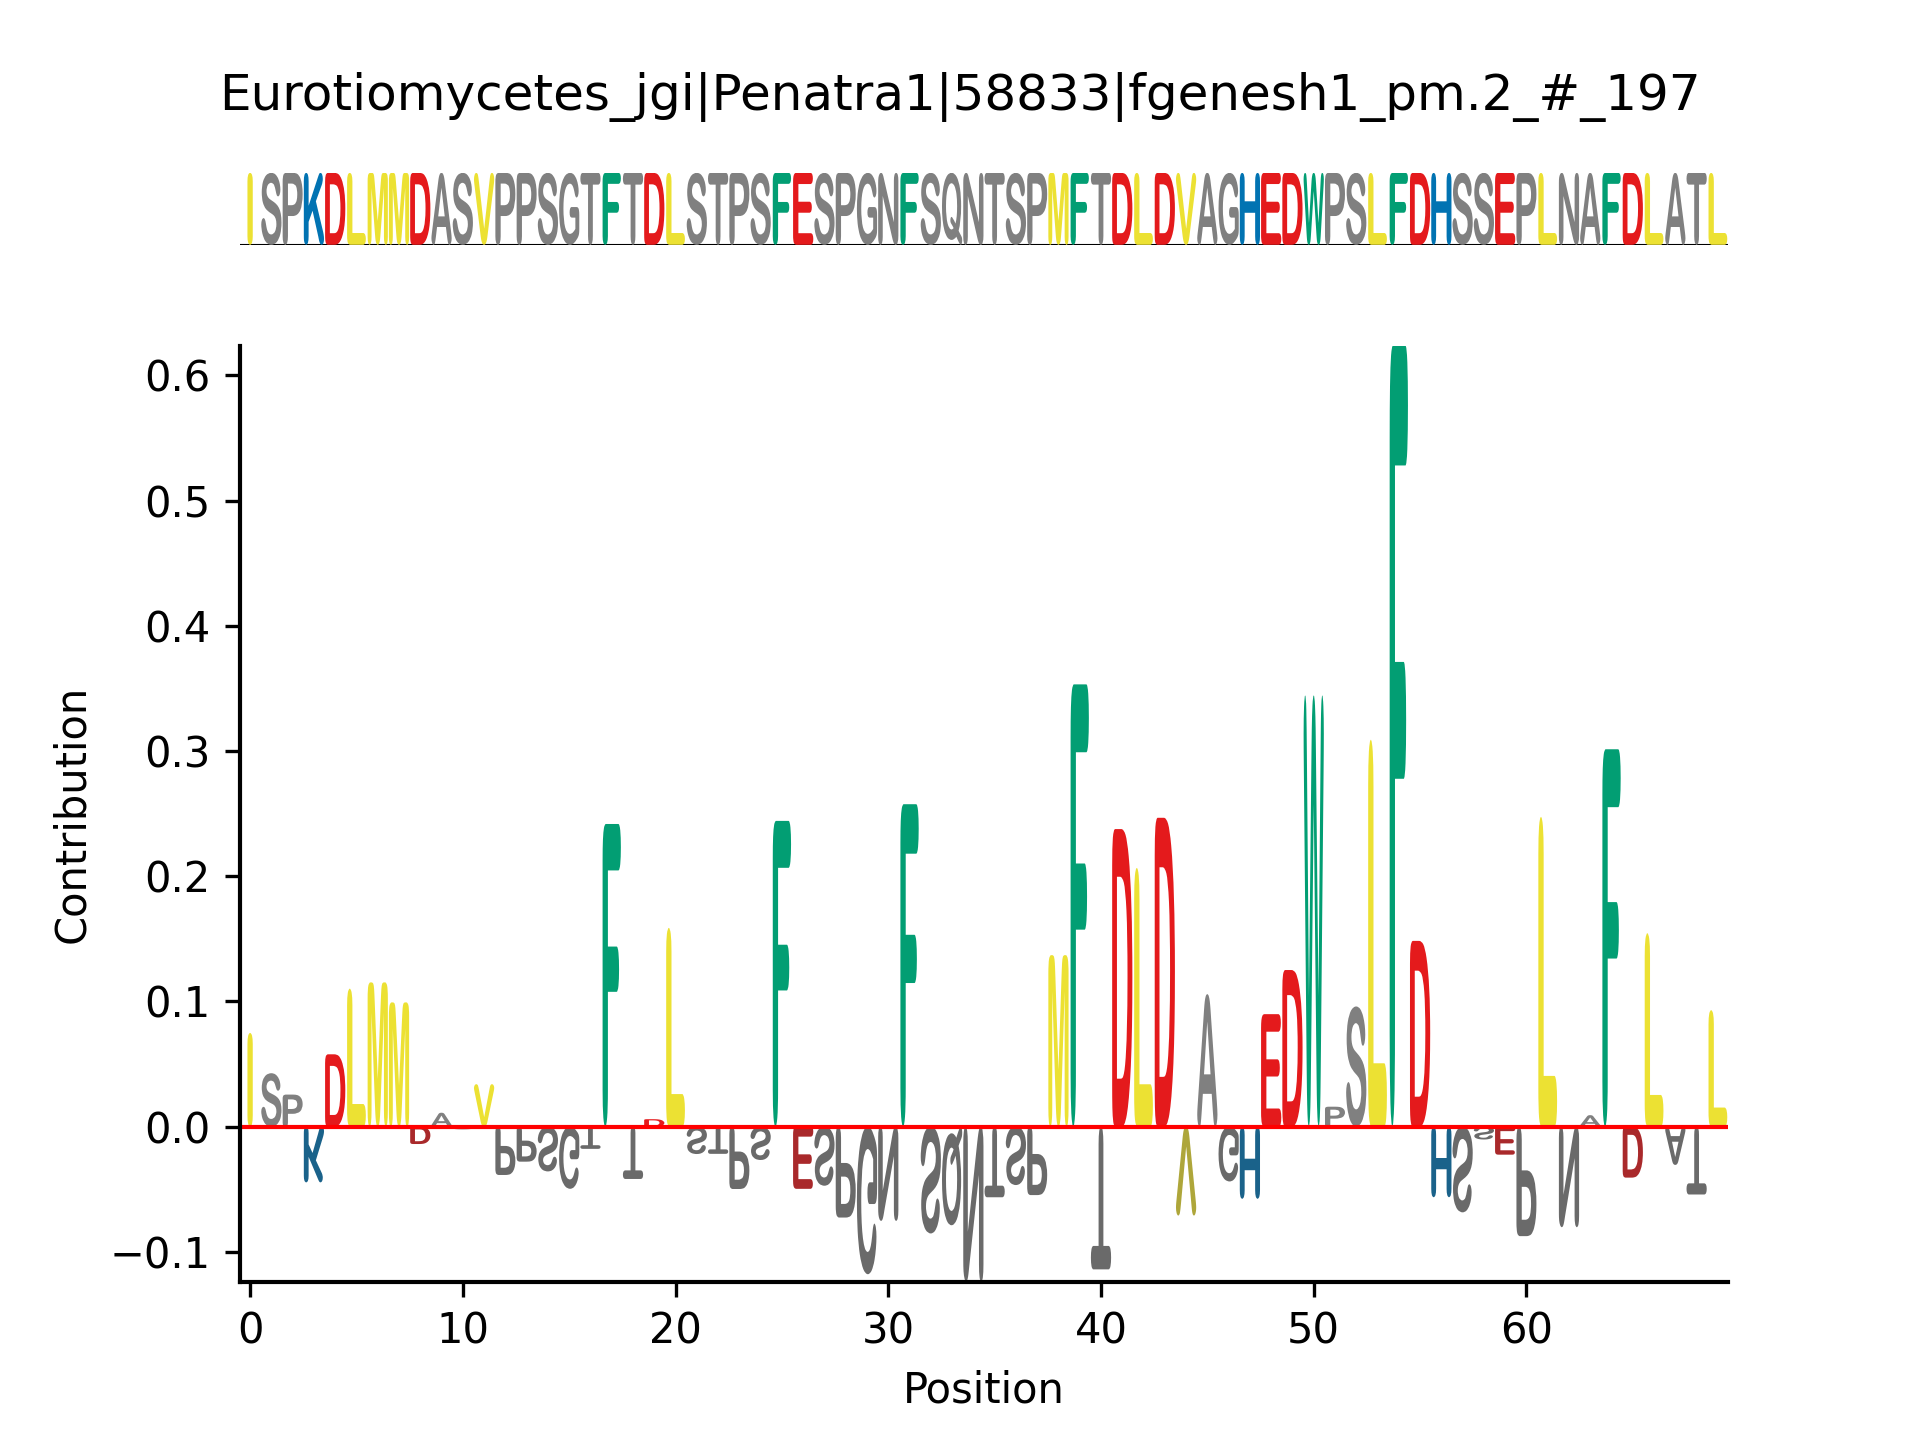 Eurotiomycetes_jgi|Penatra1|58833|fgenesh1_pm.2_#_197
ISPKDLMMDASVPPSGTFTDLSTPSFESPGNFSQNTSPMFTDLDVAGHEDWPSLFDHSSEPLNAFDLATL
Contribution
0.6
0.5
0.4
0.3
0.2
0.1
0.0
−0.1
0 10 20 30 40 50 60
Position